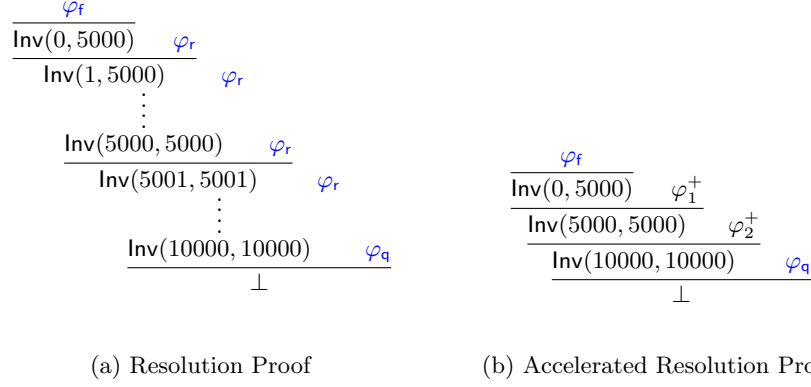 φf
Inv(0, 5000) φr
Inv(1, 5000) φr
⋮
Inv(5000, 5000) φr
Inv(5001, 5001) φr
⋮
Inv(10000, 10000) φq
⊥
(a) Resolution Proof
φf
Inv(0, 5000) φ₁⁺
Inv(5000, 5000) φ₂⁺
Inv(10000, 10000) φq
⊥
(b) Accelerated Resolution Pro